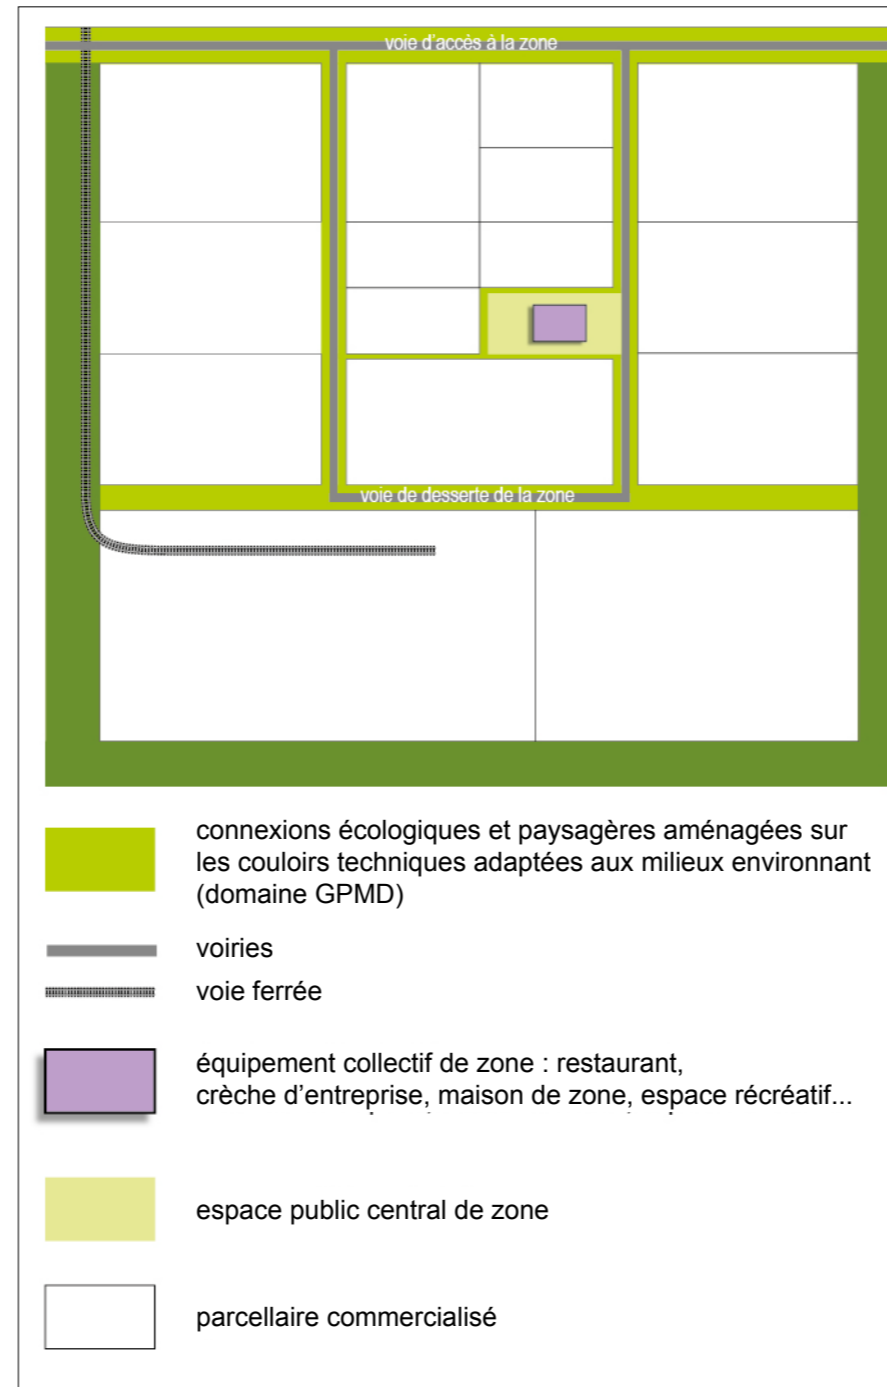 voie d'accès à la zone
voie de desserte de la zone
connexions écologiques et paysagères aménagées sur
les couloirs techniques adaptées aux milieux environnant
(domaine GPMD)
voiries
voie ferrée
équipement collectif de zone : restaurant,
crèche d'entreprise, maison de zone, espace récréatif...
espace public central de zone
parcellaire commercialisé